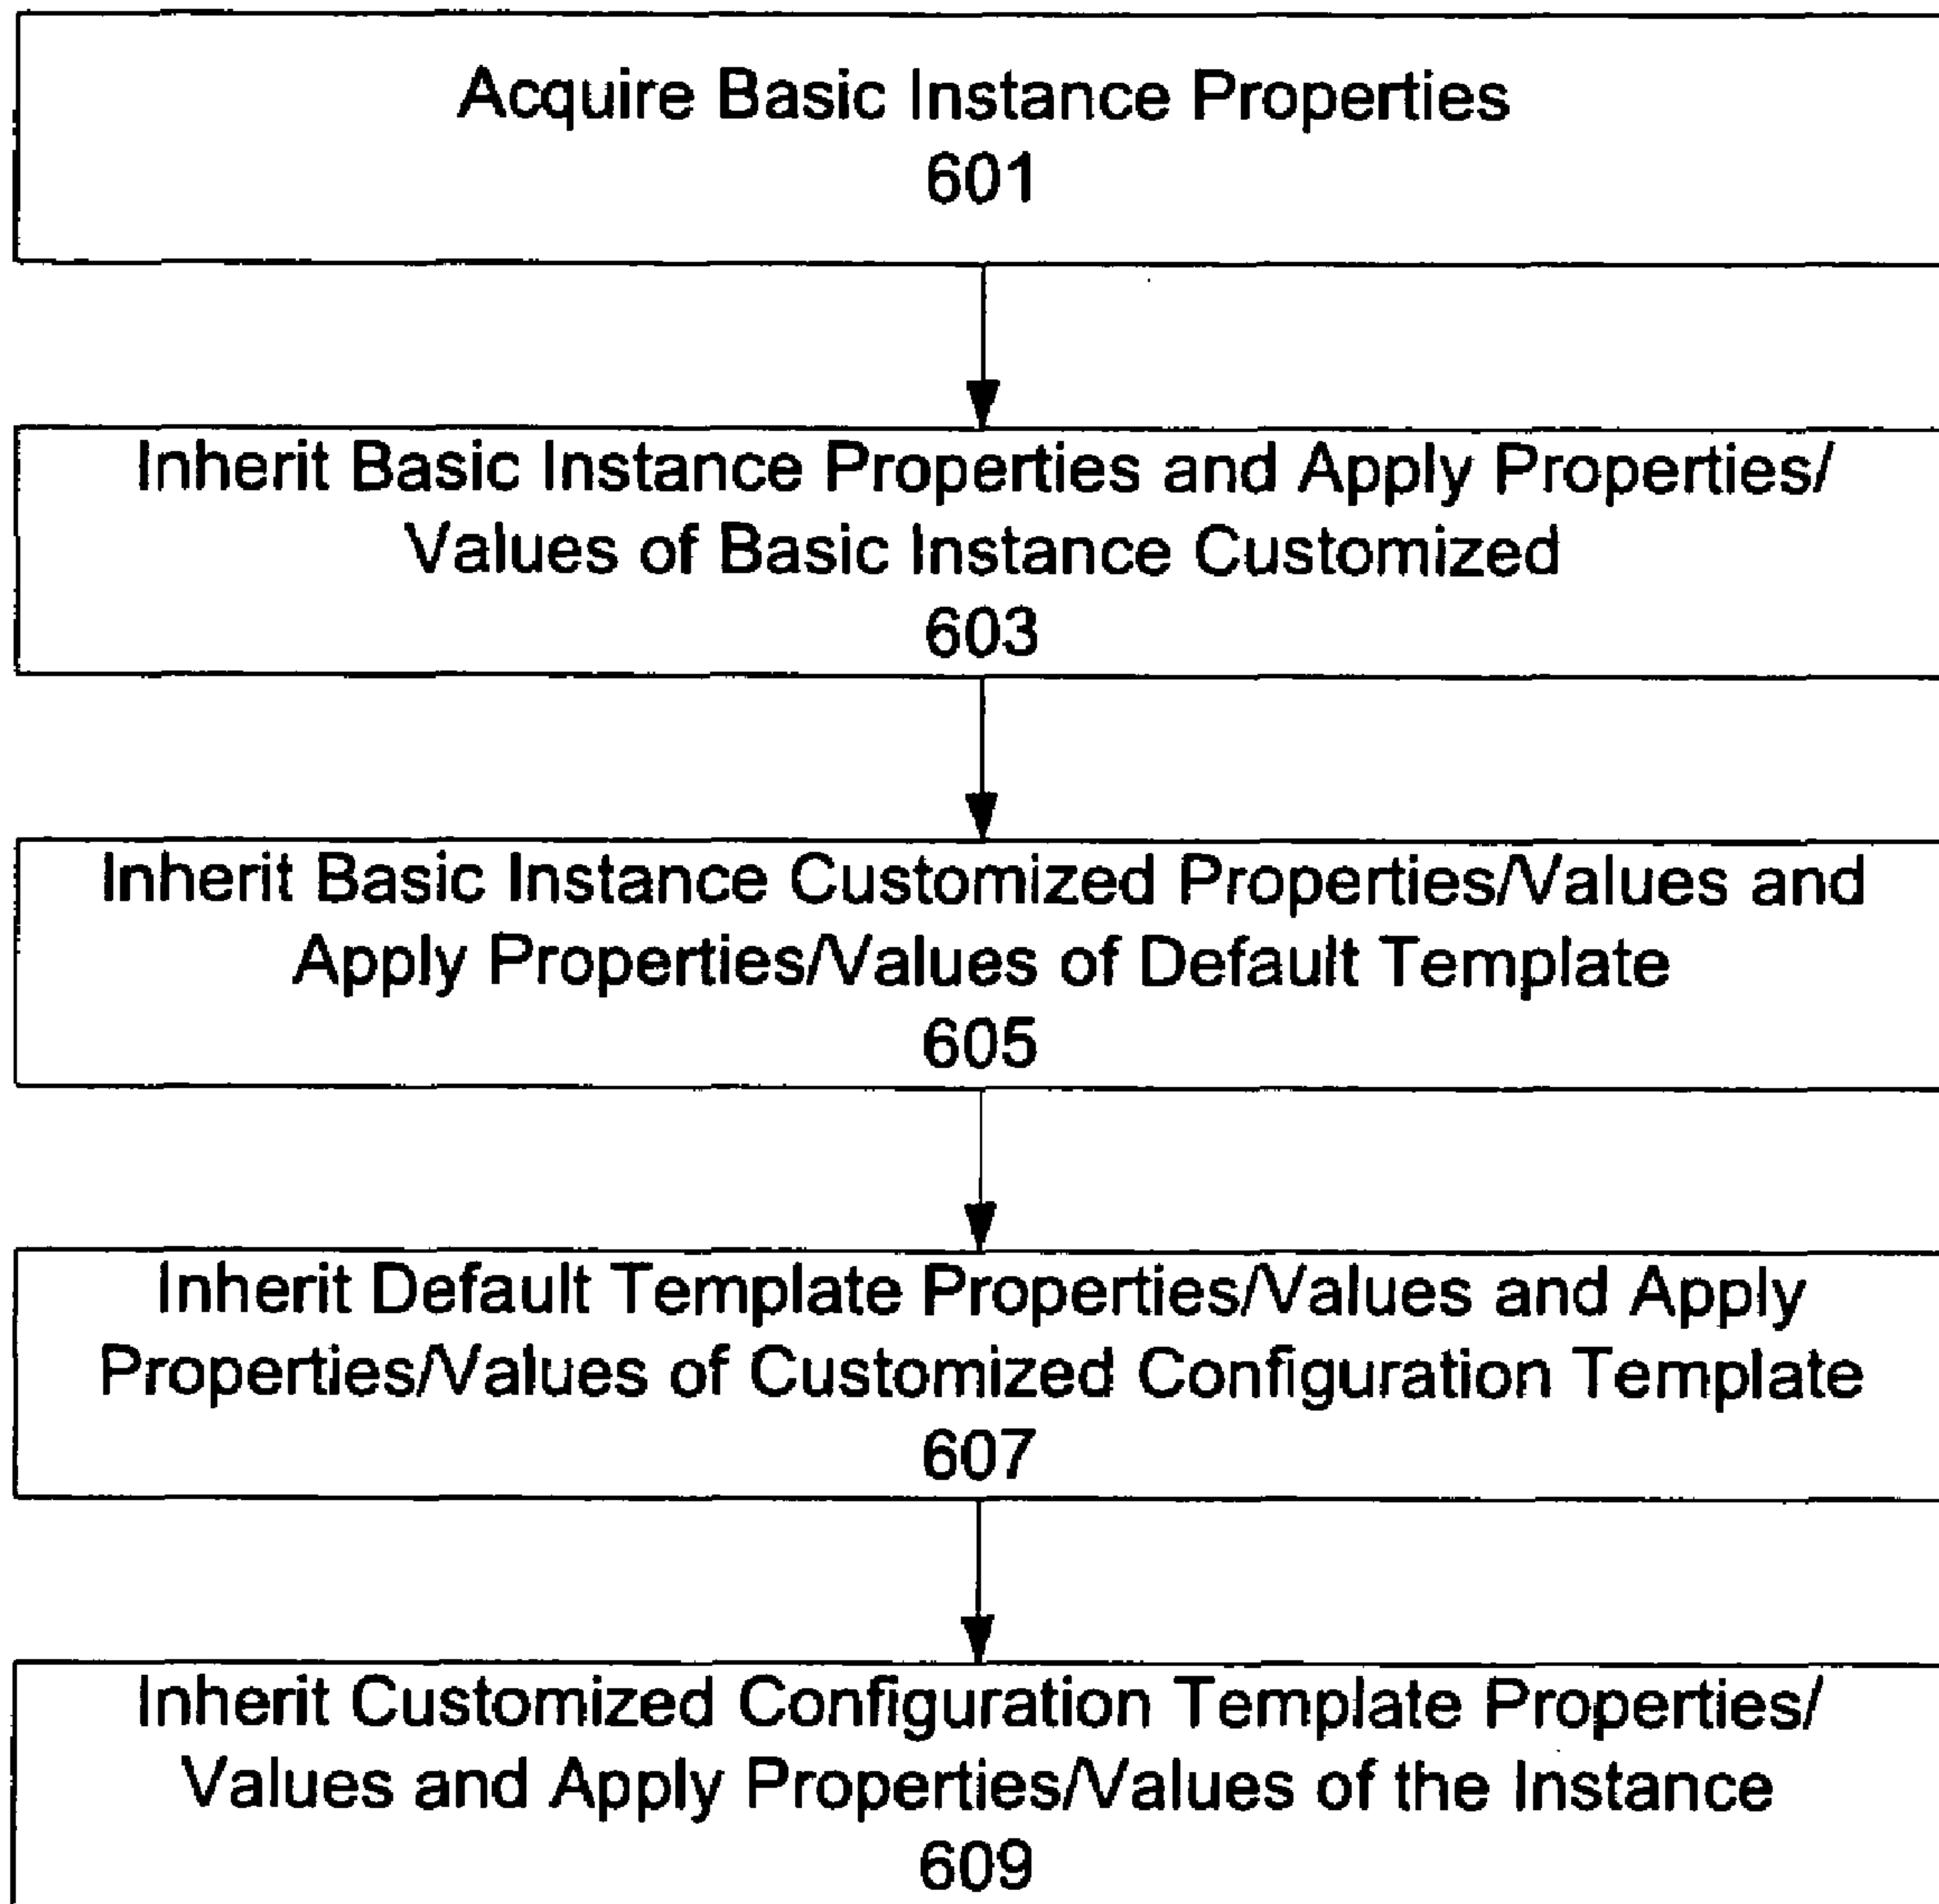 Acquire Basic Instance Properties
601
Inherit Basic Instance Properties and Apply Properties/
Values of Basic Instance Customized
603
Inherit Basic Instance Customized Properties/Values and
Apply Properties/Values of Default Template
605
Inherit Default Template Properties/Values and Apply
Properties/Values of Customized Configuration Template
607
Inherit Customized Configuration Template Properties/
Values and Apply Properties/Values of the Instance
609